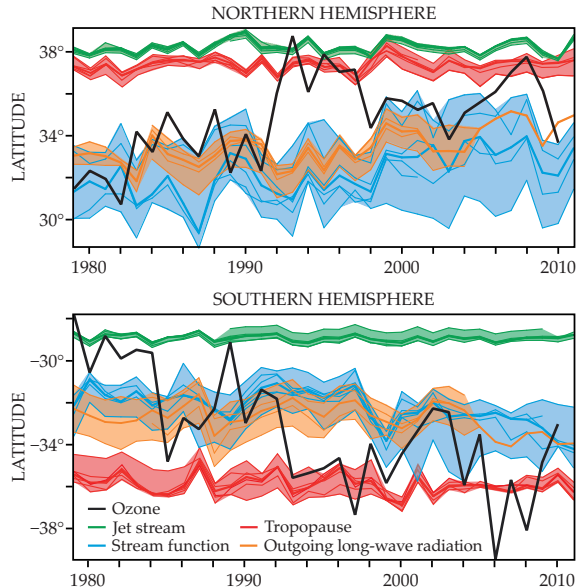 NORTHERN HEMISPHERE
38°
34°
30°
LATITUDE
1980 1990 2000 2010
SOUTHERN HEMISPHERE
-30°
-34°
-38°
LATITUDE
Ozone
Jet stream Tropopause
Stream function Outgoing long-wave radiation
1980 1990 2000 2010